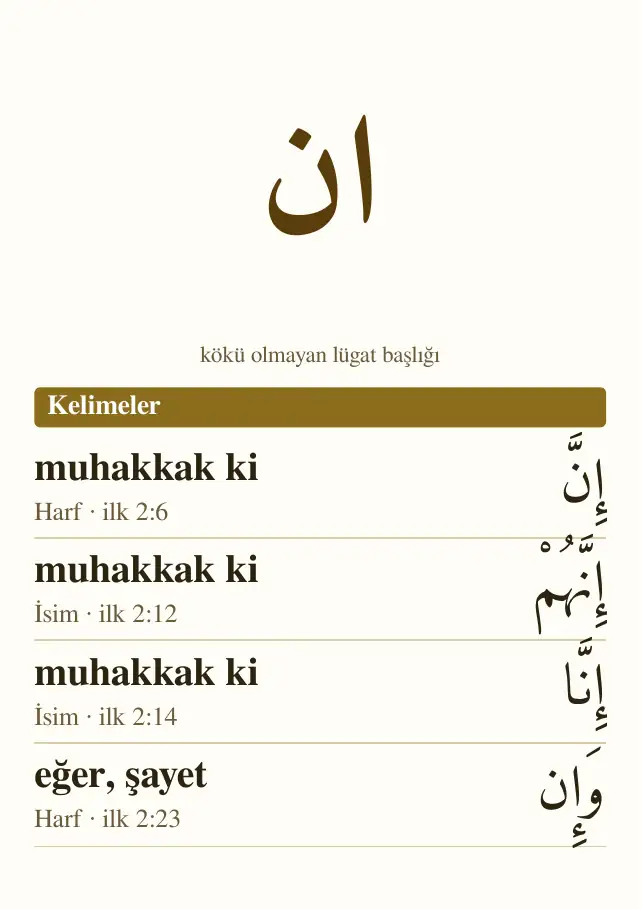 ان
kökü olmayan lügat başlığı
Kelimeler
muhakkak ki إِنَّ
Harf · ilk 2:6
muhakkak ki إِنَّهُمْ
İsim · ilk 2:12
muhakkak ki إِنَّا
İsim · ilk 2:14
eğer, şayet وَإِن
Harf · ilk 2:23